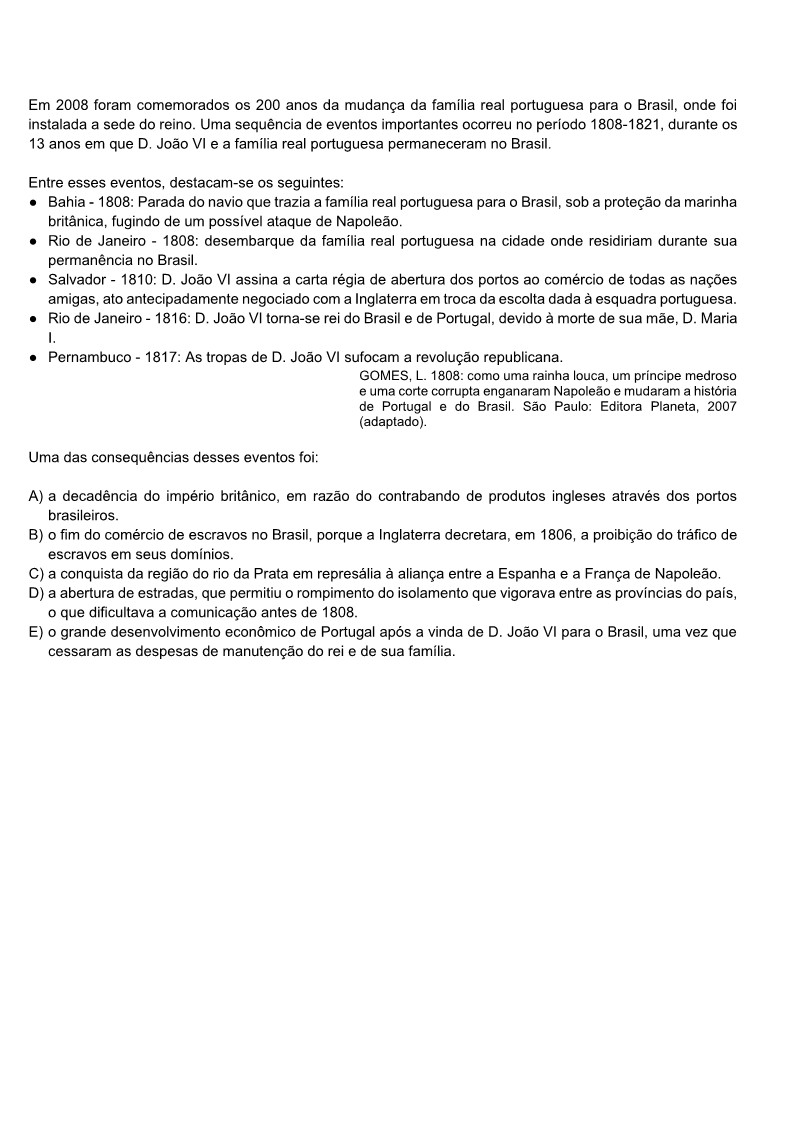 Em 2008 foram comemorados os 200 anos da mudança da família real portuguesa para o Brasil, onde foi
instalada a sede do reino. Uma sequência de eventos importantes ocorreu no período 1808-1821, durante os
13 anos em que D. João VI e a família real portuguesa permaneceram no Brasil.
Entre esses eventos, destacam-se os seguintes:
● Bahia - 1808: Parada do navio que trazia a família real portuguesa para o Brasil, sob a proteção da marinha
britânica, fugindo de um possível ataque de Napoleão.
● Rio de Janeiro - 1808: desembarque da família real portuguesa na cidade onde residiriam durante sua
permanência no Brasil.
● Salvador - 1810: D. João VI assina a carta régia de abertura dos portos ao comércio de todas as nações
amigas, ato antecipadamente negociado com a Inglaterra em troca da escolta dada à esquadra portuguesa.
● Rio de Janeiro - 1816: D. João VI torna-se rei do Brasil e de Portugal, devido à morte de sua mãe, D. Maria
I.
● Pernambuco - 1817: As tropas de D. João VI sufocam a revolução republicana.
GOMES, L. 1808: como uma rainha louca, um príncipe medroso
e uma corte corrupta enganaram Napoleão e mudaram a história
de Portugal e do Brasil. São Paulo: Editora Planeta, 2007
(adaptado).
Uma das consequências desses eventos foi:
A) a decadência do império britânico, em razão do contrabando de produtos ingleses através dos portos
brasileiros.
B) o fim do comércio de escravos no Brasil, porque a Inglaterra decretara, em 1806, a proibição do tráfico de
escravos em seus domínios.
C) a conquista da região do rio da Prata em represália à aliança entre a Espanha e a França de Napoleão.
D) a abertura de estradas, que permitiu o rompimento do isolamento que vigorava entre as províncias do país,
o que dificultava a comunicação antes de 1808.
E) o grande desenvolvimento econômico de Portugal após a vinda de D. João VI para o Brasil, uma vez que
cessaram as despesas de manutenção do rei e de sua família.